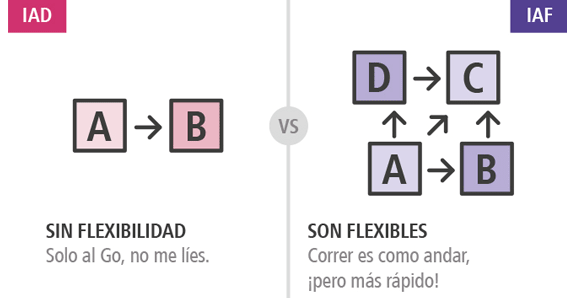 IAD
IAF
A
B
VS
D
C
A
B
SIN FLEXIBILIDAD
Solo al Go, no me líes.
SON FLEXIBLES
Correr es como andar,
¡pero más rápido!